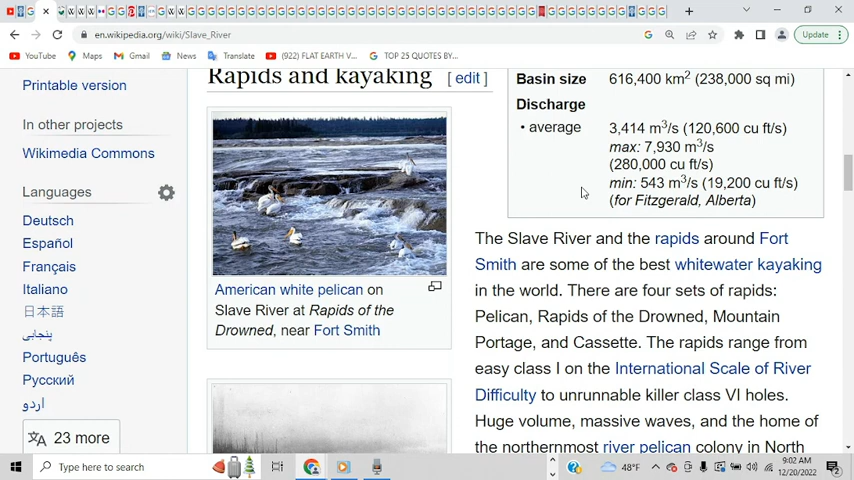 Update
en.wikipedia.org/wiki/Slave_River
YouTube
Maps
Gmail
News
Translate
(922) FLAT EARTH V...
TOP 25 QUOTES BY...
Printable version
In other projects
Wikimedia Commons
Languages
Deutsch
Español
Français
Italiano
日本語
پنجابی
Português
Русский
اردو
23 more
Rapids and kayaking [ edit ]
American white pelican on
Slave River at Rapids of the
Drowned, near Fort Smith
Basin size 616,400 km² (238,000 sq mi)
Discharge
• average 3,414 m³/s (120,600 cu ft/s)
max: 7,930 m³/s
(280,000 cu ft/s)
min: 543 m³/s (19,200 cu ft/s)
(for Fitzgerald, Alberta)
The Slave River and the rapids around Fort
Smith are some of the best whitewater kayaking
in the world. There are four sets of rapids:
Pelican, Rapids of the Drowned, Mountain
Portage, and Cassette. The rapids range from
easy class I on the International Scale of River
Difficulty to unrunnable killer class VI holes.
Huge volume, massive waves, and the home of
the northernmost river pelican colony in North
Type here to search
48°F
9:02 AM
12/20/2022
2